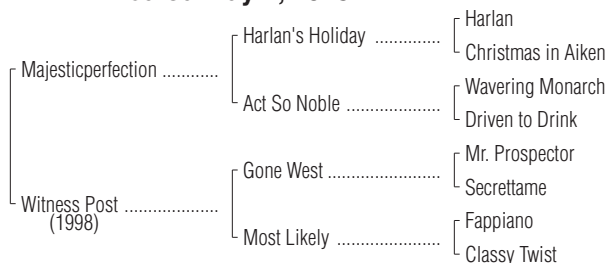 Harlan
Harlan's Holiday ...............
Christmas in Aiken
Majesticperfection ............
Wavering Monarch
Act So Noble .....................
Driven to Drink
Mr. Prospector
Gone West ........................
Secrettame
Witness Post ....................
(1998)
Fappiano
Most Likely .......................
Classy Twist